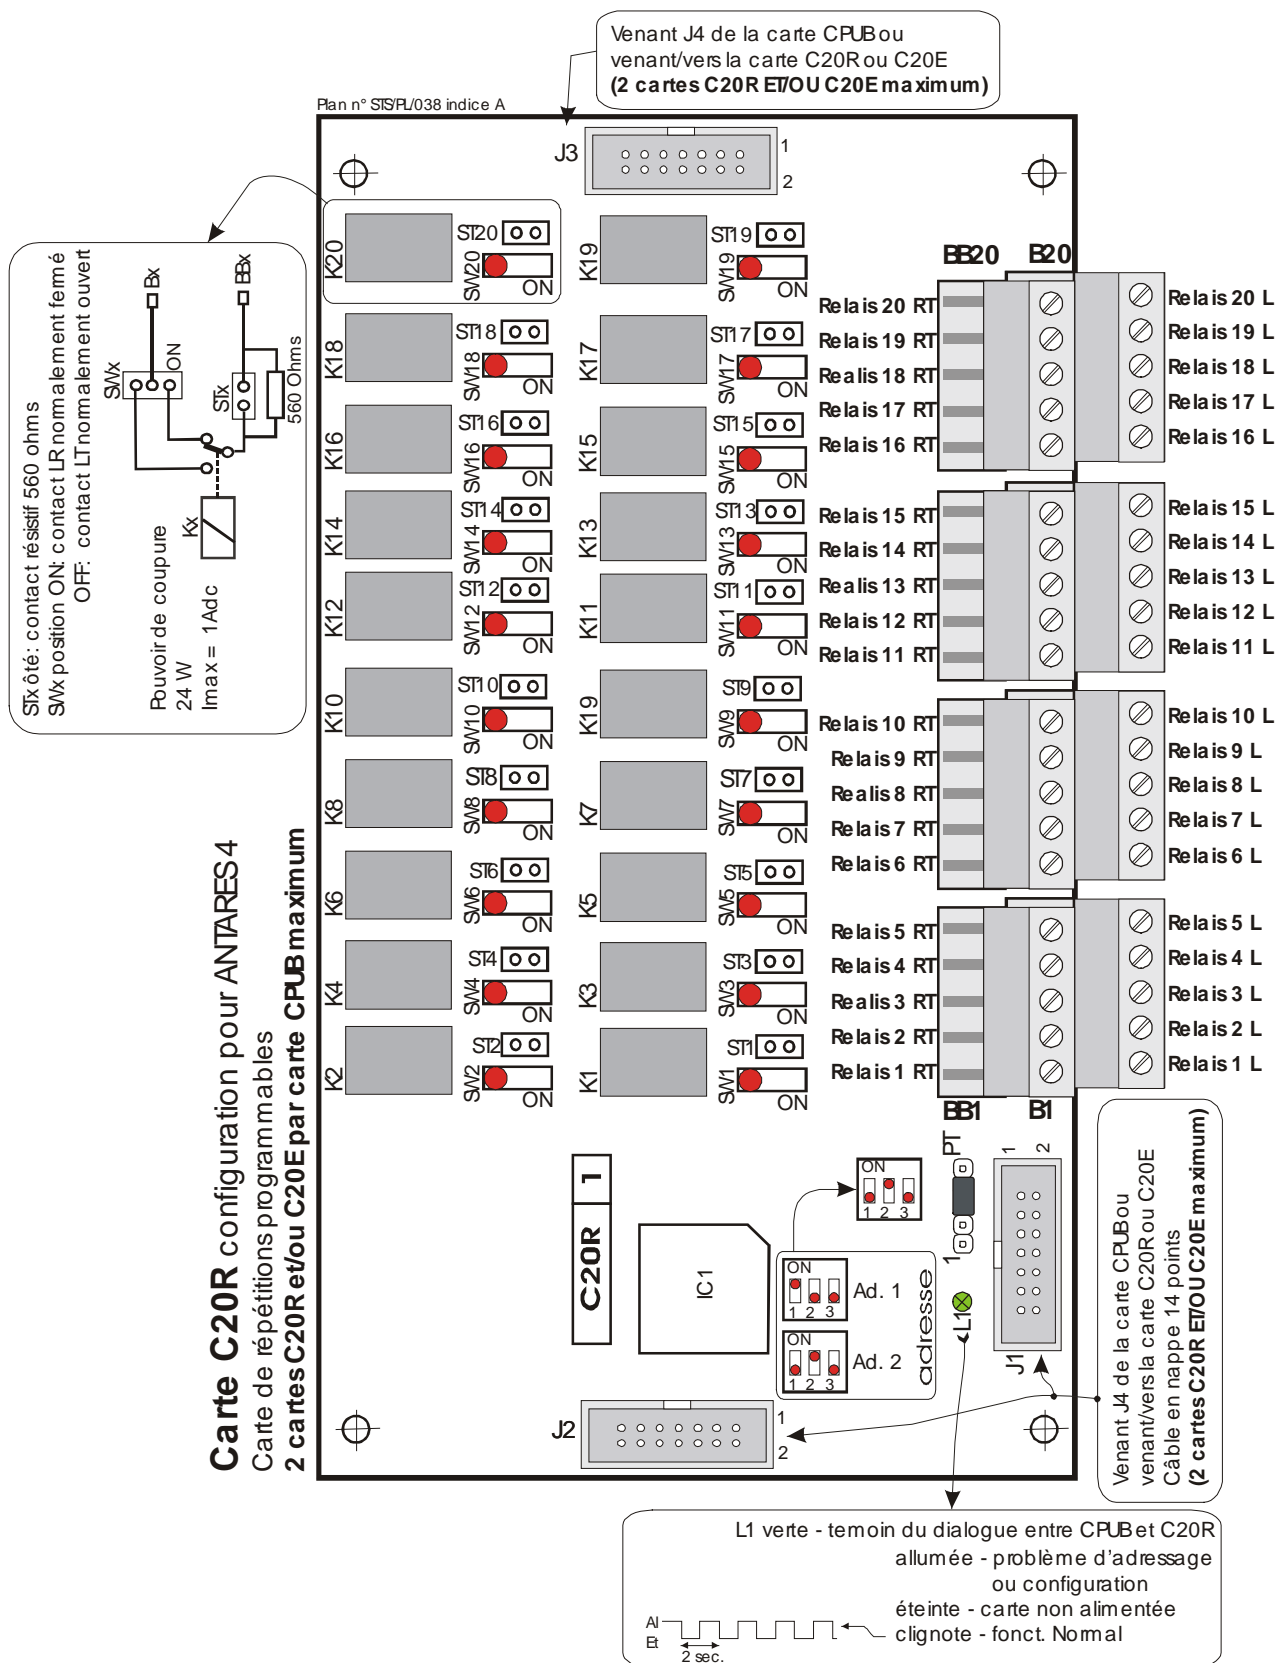 Venant J4 de la carte CPUB ou
venant/vers la carte C20R ou C20E
(2 cartes C20R ET/OU C20E maximum)
Plan n° STS/PL/038 indice A
J3
1
2
STx ôté: contact résistif 560 ohms
SWx position ON: contact LR normalement fermé
OFF: contact LT normalement ouvert
SWx
ON
Bx
STx
BBx
560 Ohms
Kx
Pouvoir de coupure
24 W
Imax = 1Adc
K20
ST20
SW20
ON
K19
ST19
SW19
ON
K18
ST18
SW18
ON
K17
ST17
SW17
ON
K16
ST16
SW16
ON
K15
ST15
SW15
ON
K14
ST14
SW14
ON
K13
ST13
SW13
ON
K12
ST12
SW12
ON
K11
ST11
SW11
ON
K10
ST10
SW10
ON
K19
ST9
SW9
ON
K8
ST8
SW8
ON
K7
ST7
SW7
ON
K6
ST6
SW6
ON
K5
ST5
SW5
ON
K4
ST4
SW4
ON
K3
ST3
SW3
ON
K2
ST2
SW2
ON
K1
ST1
SW1
ON
BB20
B20
Relais 20 RT
Relais 19 RT
Realis 18 RT
Relais 17 RT
Relais 16 RT
Relais 20 L
Relais 19 L
Relais 18 L
Relais 17 L
Relais 16 L
Relais 15 RT
Relais 14 RT
Realis 13 RT
Relais 12 RT
Relais 11 RT
Relais 15 L
Relais 14 L
Relais 13 L
Relais 12 L
Relais 11 L
Relais 10 RT
Relais 9 RT
Realis 8 RT
Relais 7 RT
Relais 6 RT
Relais 10 L
Relais 9 L
Relais 8 L
Relais 7 L
Relais 6 L
Relais 5 RT
Relais 4 RT
Realis 3 RT
Relais 2 RT
Relais 1 RT
Relais 5 L
Relais 4 L
Relais 3 L
Relais 2 L
Relais 1 L
BB1
B1
Carte C20R configuration pour ANTARES 4
Carte de répétitions programmables
2 cartes C20R et/ou C20E par carte CPUB maximum
C20R 1
IC1
ON
1 2 3
ON
1 2 3
Ad. 1
ON
1 2 3
Ad. 2
adresse
PT
1
L1
1
2
J1
J2
1
2
Venant J4 de la carte CPUB ou
venant/vers la carte C20R ou C20E
Câble en nappe 14 points
(2 cartes C20R ET/OU C20E maximum)
L1 verte - temoin du dialogue entre CPUB et C20R
allumée - problème d'adressage
ou configuration
éteinte - carte non alimentée
clignote - fonct. Normal
Al
Et
2 sec.